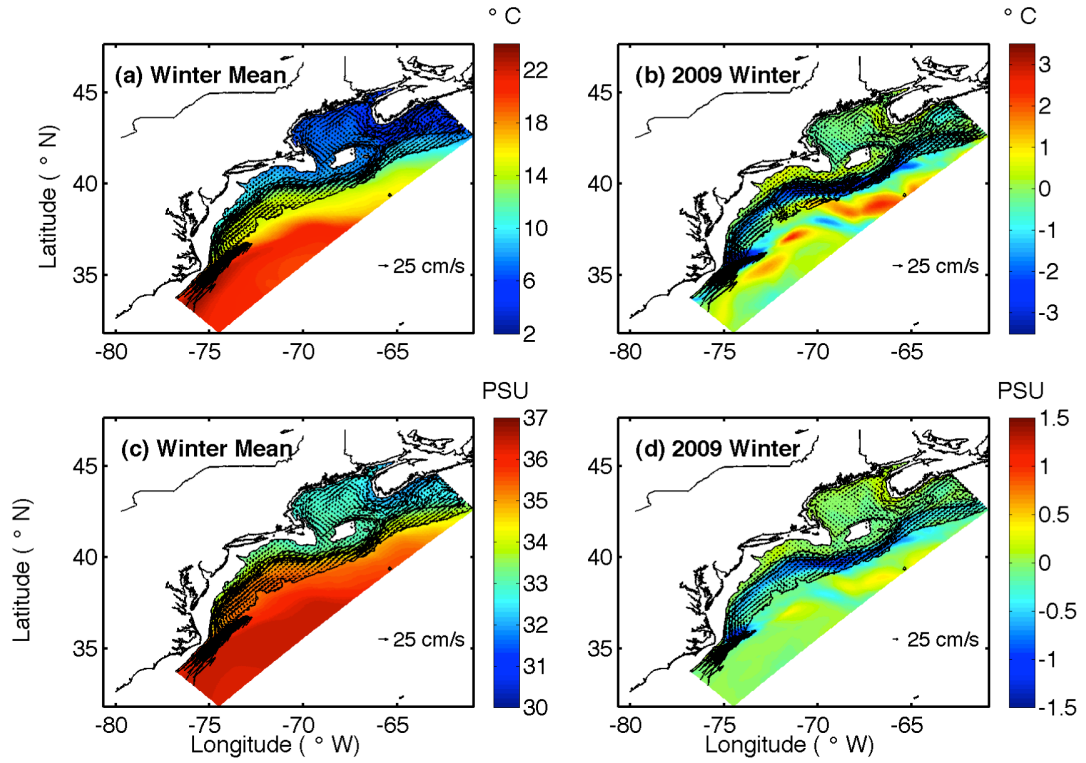 ° C
° C
(a) Winter Mean
(b) 2009 Winter
22
18
14
10
6
2
3
2
1
0
-1
-2
-3
45
40
35
45
40
35
Latitude ( ° N)
→ 25 cm/s
→ 25 cm/s
-80 -75 -70 -65
-80 -75 -70 -65
PSU
PSU
(c) Winter Mean
(d) 2009 Winter
37
36
35
34
33
32
31
30
1.5
1
0.5
0
-0.5
-1
-1.5
45
40
35
45
40
35
Latitude ( ° N)
→ 25 cm/s
→ 25 cm/s
-80 -75 -70 -65
-80 -75 -70 -65
Longitude ( ° W)
Longitude ( ° W)